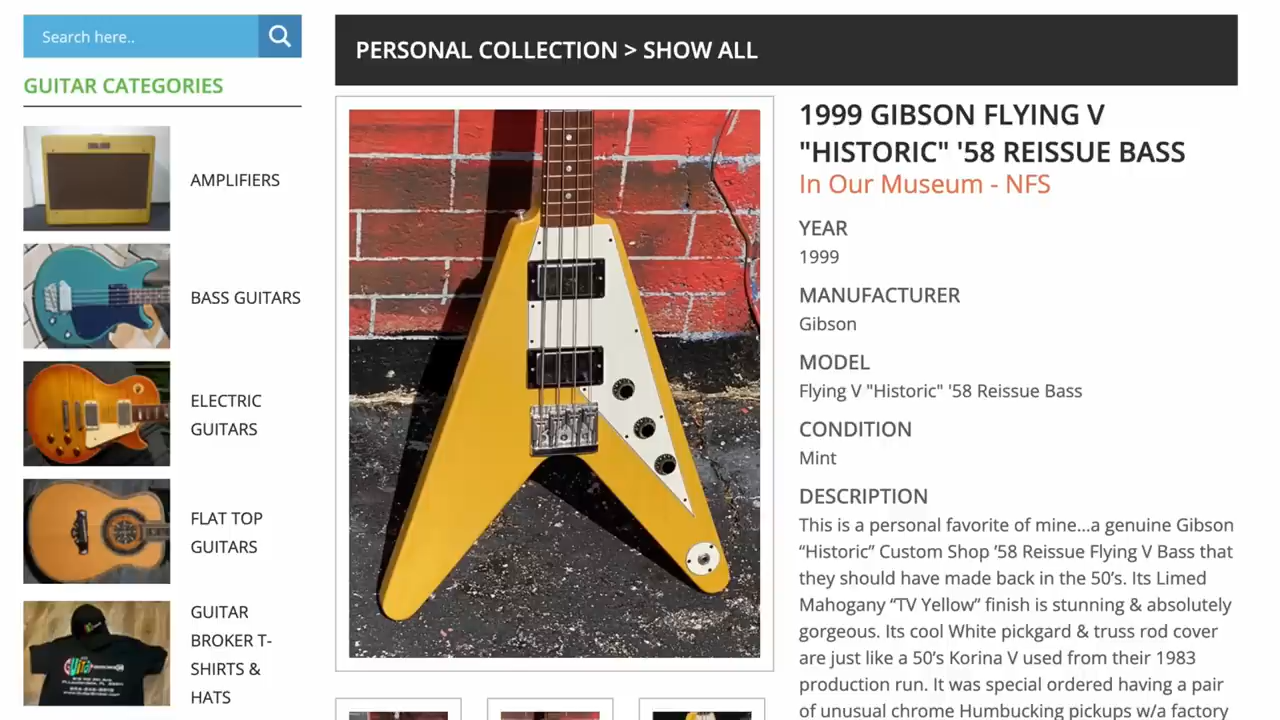 Search here..
PERSONAL COLLECTION > SHOW ALL
GUITAR CATEGORIES
AMPLIFIERS
BASS GUITARS
ELECTRIC
GUITARS
FLAT TOP
GUITARS
GUITAR
BROKER T-
SHIRTS &
HATS
1999 GIBSON FLYING V
"HISTORIC" '58 REISSUE BASS
In Our Museum - NFS
YEAR
1999
MANUFACTURER
Gibson
MODEL
Flying V "Historic" '58 Reissue Bass
CONDITION
Mint
DESCRIPTION
This is a personal favorite of mine...a genuine Gibson
“Historic” Custom Shop ’58 Reissue Flying V Bass that
they should have made back in the 50’s. Its Limed
Mahogany “TV Yellow” finish is stunning & absolutely
gorgeous. Its cool White pickgard & truss rod cover
are just like a 50’s Korina V used from their 1983
production run. It was special ordered having a pair
of unusual chrome Humbucking pickups w/a factory